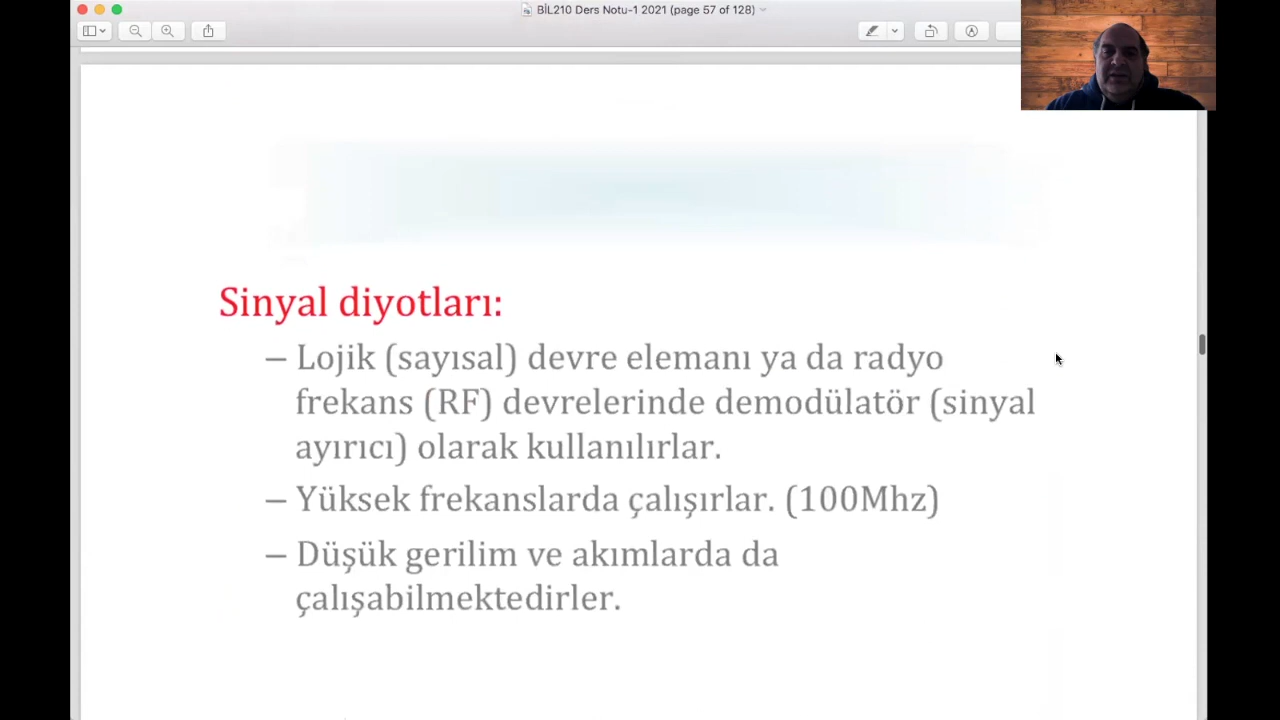 BİL210 Ders Notu-1 2021 (page 57 of 128)
Sinyal diyotları:
– Lojik (sayısal) devre elemanı ya da radyo
frekans (RF) devrelerinde demodülatör (sinyal
ayırıcı) olarak kullanılırlar.
– Yüksek frekanslarda çalışırlar. (100Mhz)
– Düşük gerilim ve akımlarda da
çalışabilmektedirler.